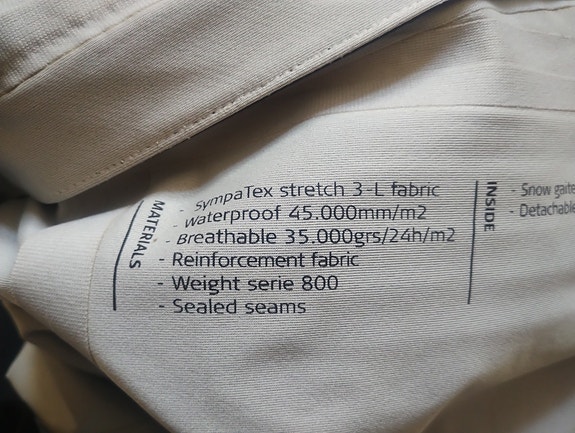 MATERIALS
- SympaTex stretch 3-L fabric
- Waterproof 45.000mm/m2
- Breathable 35.000grs/24h/m2
- Reinforcement fabric
- Weight serie 800
- Sealed seams
INSIDE
- Snow gaite
- Detachable